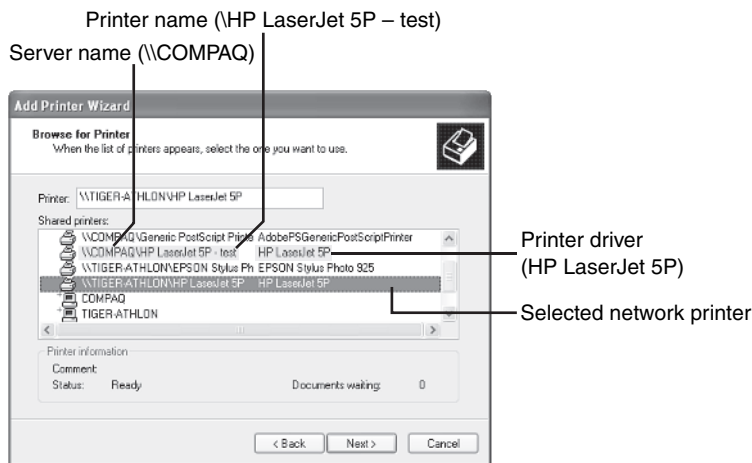 Printer name (\HP LaserJet 5P – test)
Server name (\\COMPAQ)
Add Printer Wizard
Browse for Printer
When the list of printers appears, select the one you want to use.
Printer: \\TIGER-ATHLON\HP LaserJet 5P
Shared printers:
\\COMPAQ\Generic PostScript Printe AdobePSGenericPostScriptPrinter
\\COMPAQ\HP LaserJet 5P - test HP LaserJet 5P
\\TIGER-ATHLON\EPSON Stylus Ph EPSON Stylus Photo 925
\\TIGER-ATHLON\HP LaserJet 5P HP LaserJet 5P
COMPAQ
TIGER-ATHLON
Printer driver
(HP LaserJet 5P)
Selected network printer
Printer information
Comment:
Status: Ready Documents waiting: 0
< Back Next > Cancel